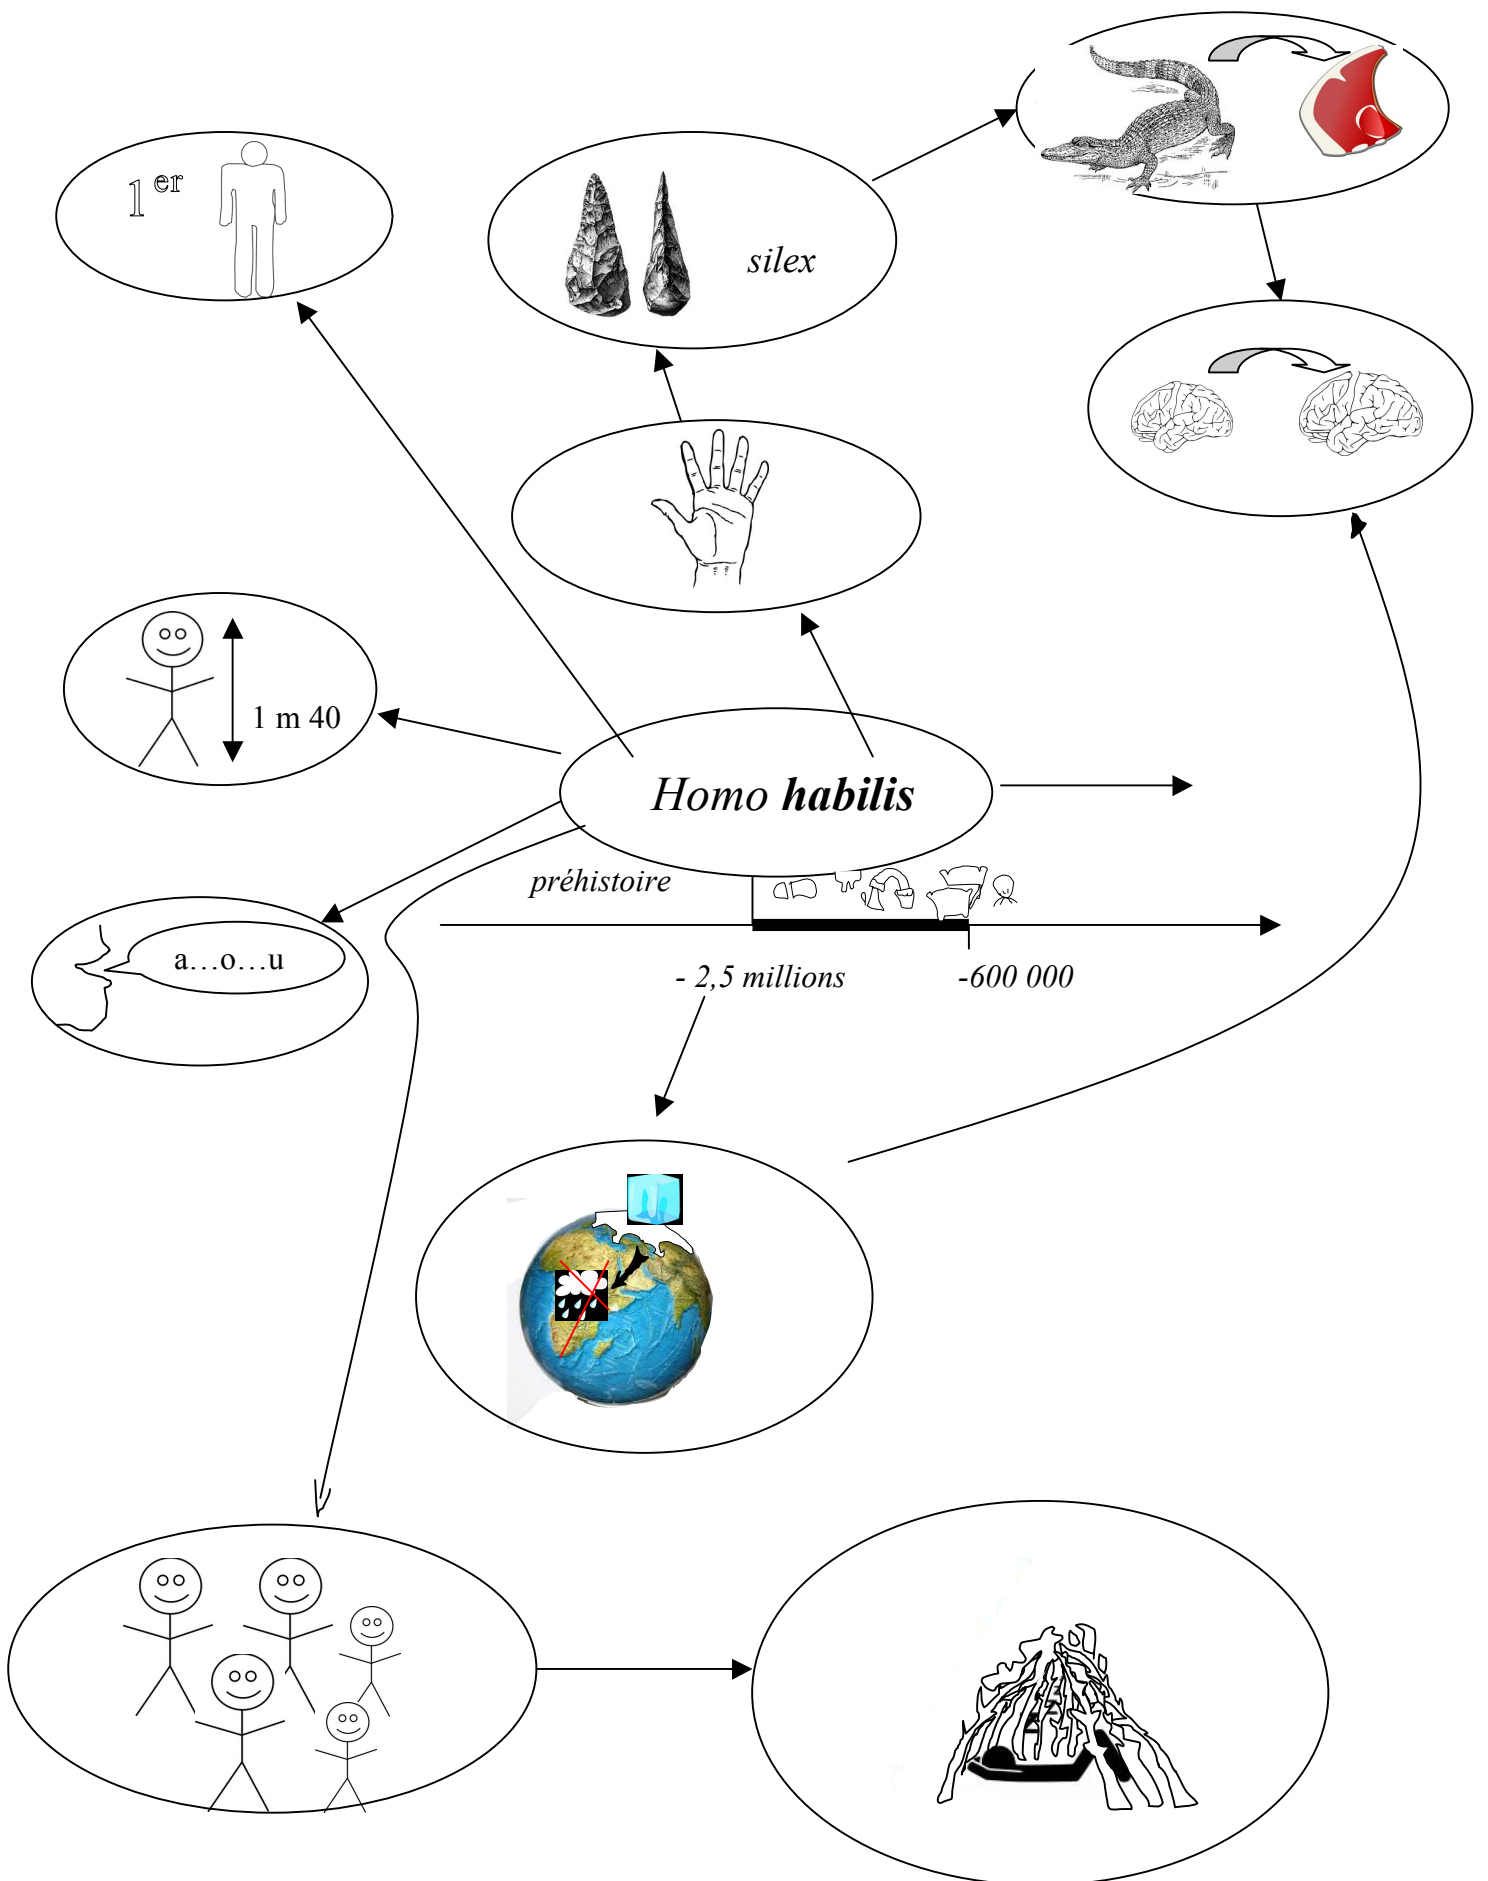 1er
silex
1 m 40
Homo habilis
préhistoire
a…o…u
- 2,5 millions
-600 000